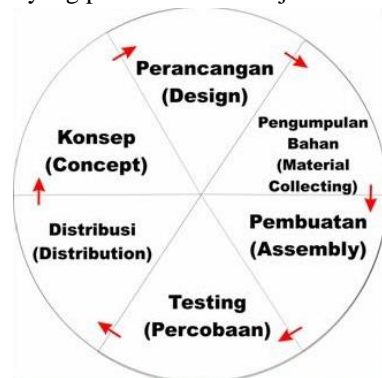 Perancangan
(Design)
Pengumpulan
Bahan
(Material
Collecting)
Pembuatan
(Assembly)
Testing
(Percobaan)
Distribusi
(Distribution)
Konsep
(Concept)